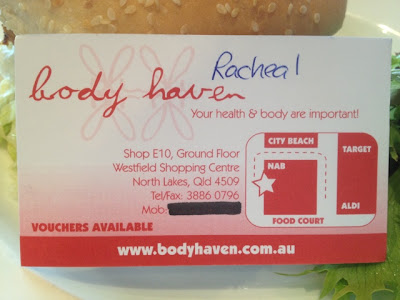 Racheal
body haven
Your health & body are important!
Shop E10, Ground Floor
Westfield Shopping Centre
North Lakes, Qld 4509
Tel/Fax: 3886 0796
Mob:
CITY BEACH
TARGET
NAB
ALDI
FOOD COURT
VOUCHERS AVAILABLE
www.bodyhaven.com.au